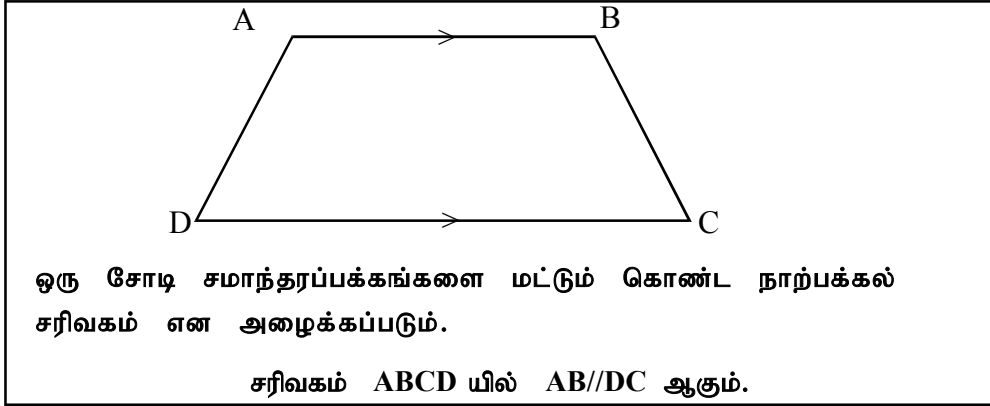 A B
D C
ஒரு சோடி சமாந்தரப்பக்கங்களை மட்டும் கொண்ட நாற்பக்கல்
சரிவகம் என அழைக்கப்படும்.
சரிவகம் ABCD யில் AB//DC ஆகும்.